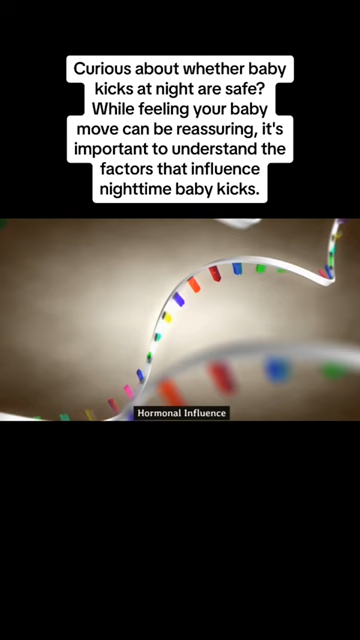 Curious about whether baby
kicks at night are safe?
While feeling your baby
move can be reassuring, it's
important to understand the
factors that influence
nighttime baby kicks.
Hormonal Influence